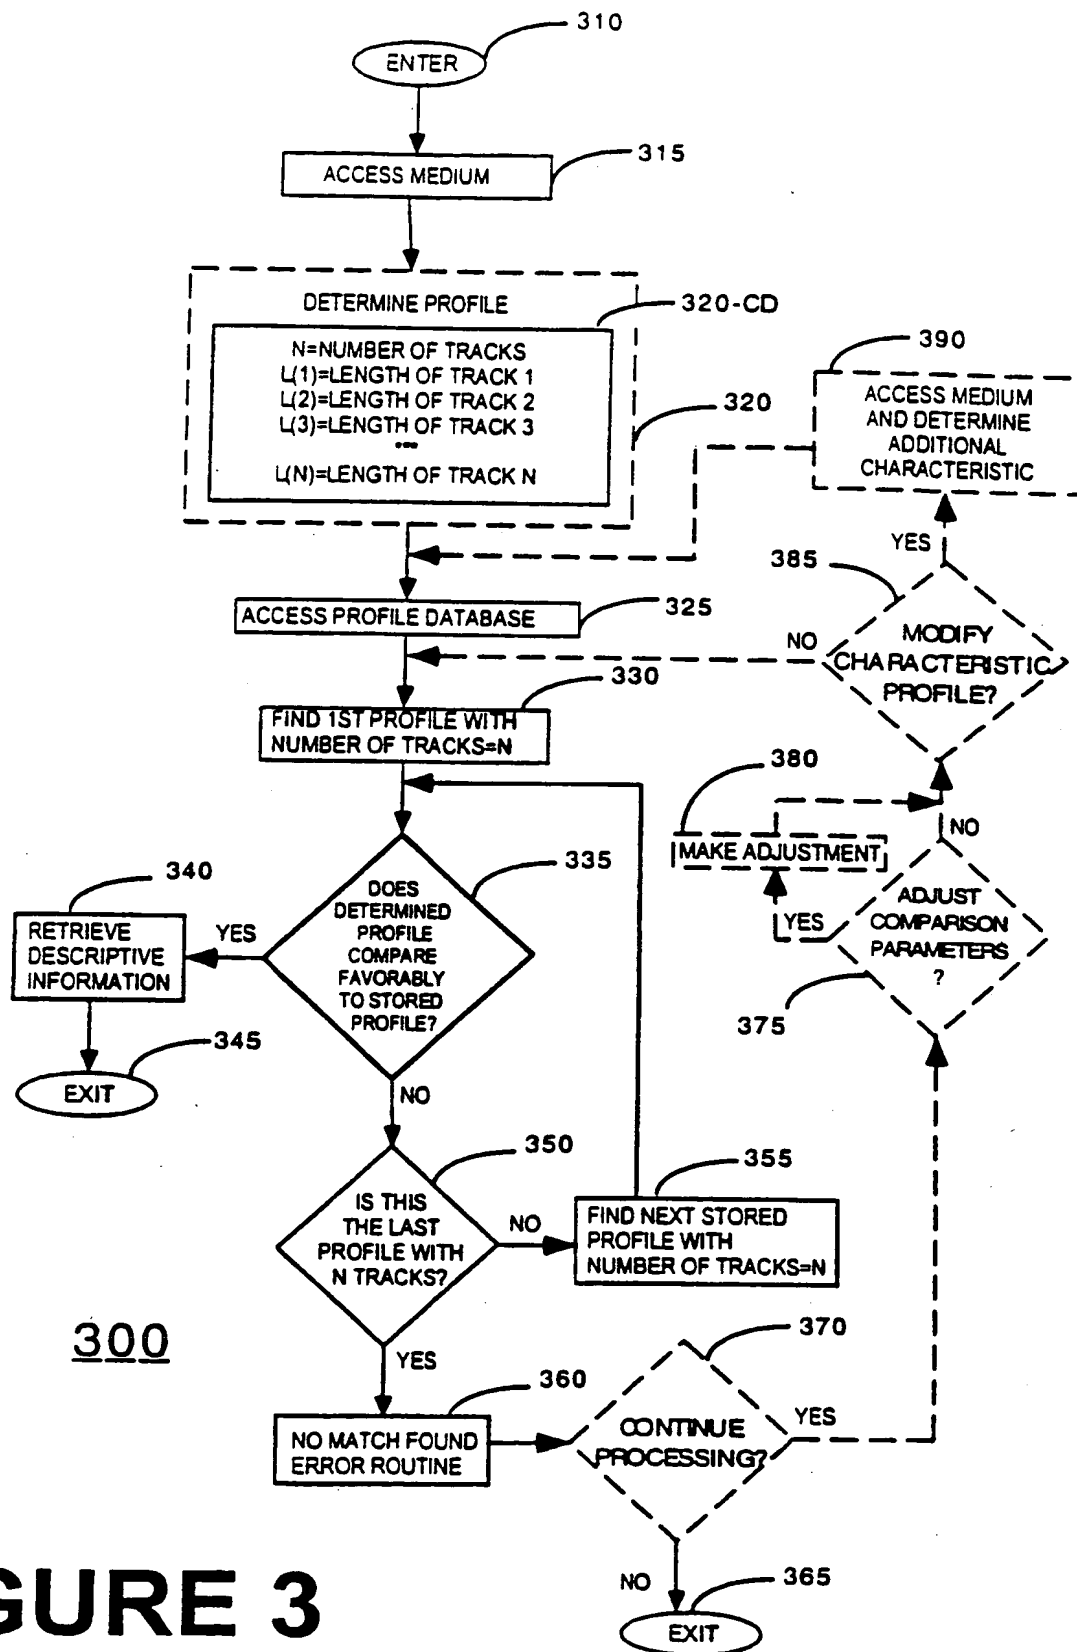 310
ENTER
315
ACCESS MEDIUM
DETERMINE PROFILE
320-CD
N=NUMBER OF TRACKS
L(1)=LENGTH OF TRACK 1
L(2)=LENGTH OF TRACK 2
L(3)=LENGTH OF TRACK 3
...
L(N)=LENGTH OF TRACK N
320
390
ACCESS MEDIUM
AND DETERMINE
ADDITIONAL
CHARACTERISTIC
YES
385
325
ACCESS PROFILE DATABASE
NO
MODIFY
CHARACTERISTIC
PROFILE?
330
FIND 1ST PROFILE WITH
NUMBER OF TRACKS=N
380
MAKE ADJUSTMENT
NO
335
DOES
DETERMINED
PROFILE
COMPARE
FAVORABLY
TO STORED
PROFILE?
YES
ADJUST
COMPARISON
PARAMETERS
?
375
340
RETRIEVE
DESCRIPTIVE
INFORMATION
YES
345
EXIT
NO
350
IS THIS
THE LAST
PROFILE WITH
N TRACKS?
NO
355
FIND NEXT STORED
PROFILE WITH
NUMBER OF TRACKS=N
300
YES
360
NO MATCH FOUND
ERROR ROUTINE
370
CONTINUE
PROCESSING?
YES
NO
365
EXIT
GURE 3